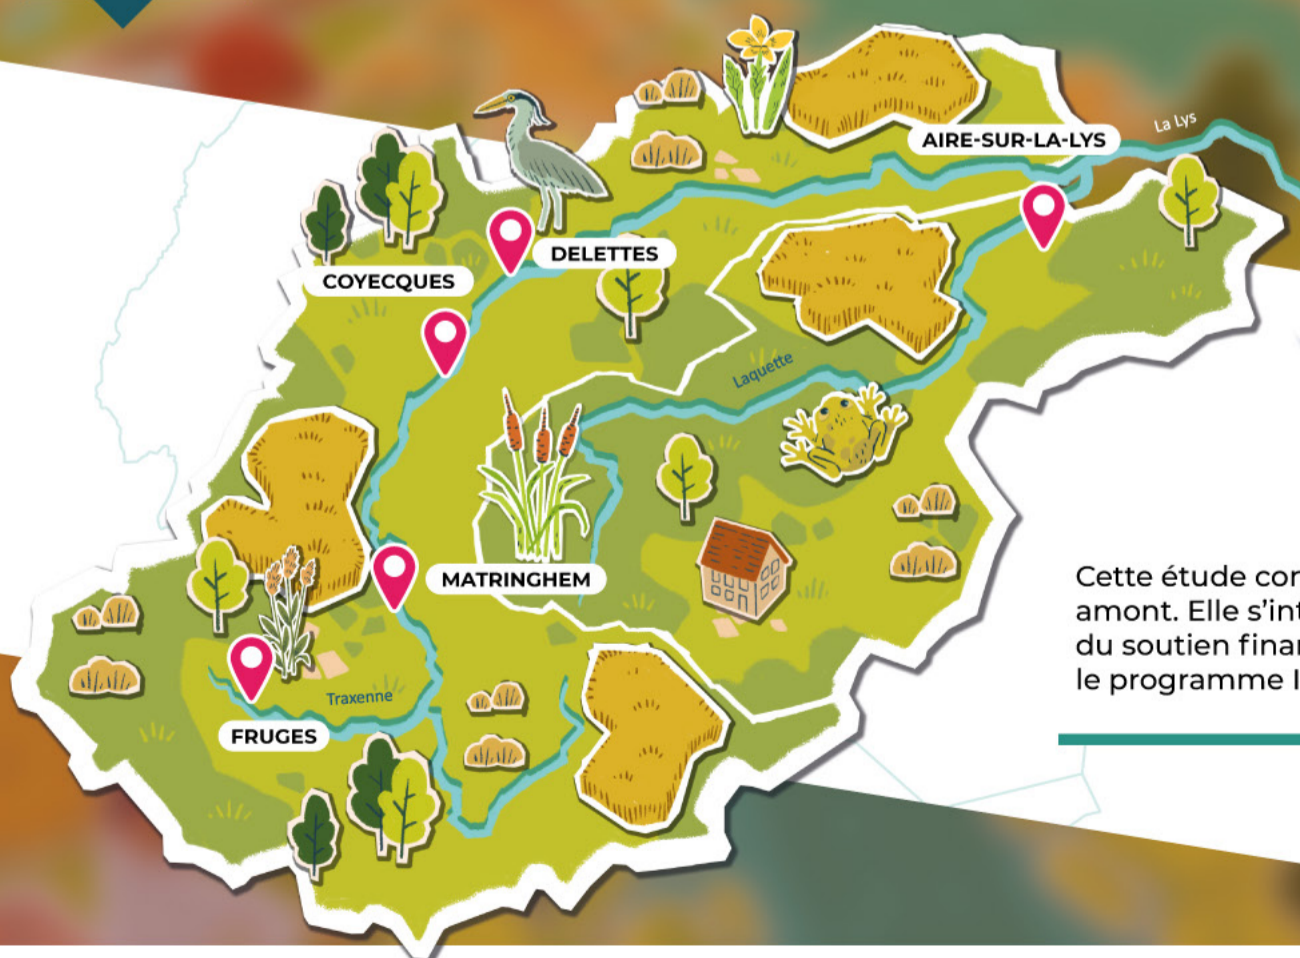 La Lys
AIRE-SUR-LA-LYS
DELETTES
COYECQUES
Laquette
MATRINGHEM
Traxenne
FRUGES
Cette étude cor
amont. Elle s'int
du soutien finar
le programme I